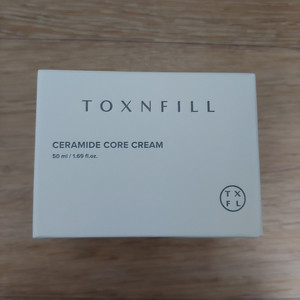 TOXNFILL
CERAMIDE CORE CREAM
50 ml / 1.69 fl.oz.
T X
F L